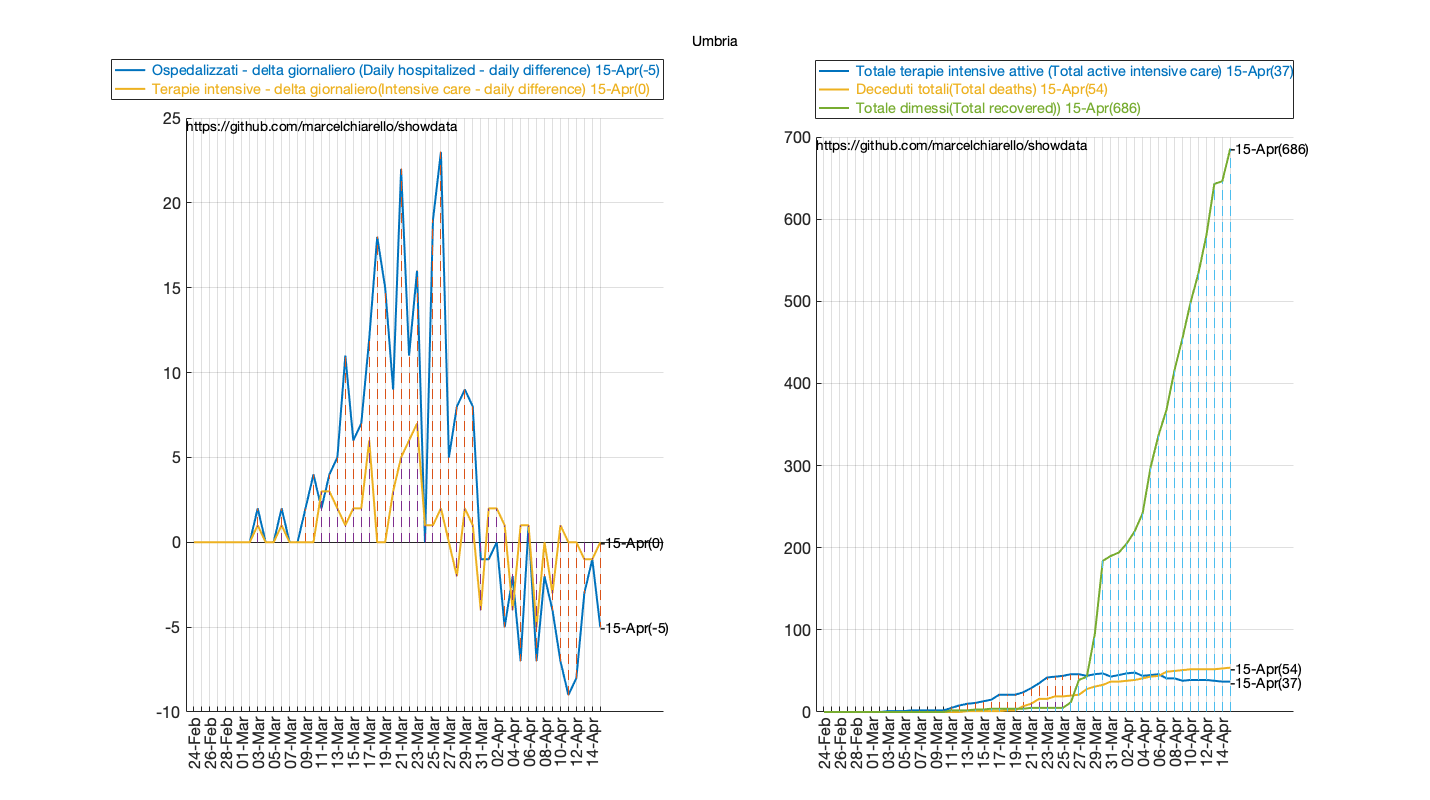 Umbria
Ospedalizzati - delta giornaliero (Daily hospitalized - daily difference) 15-Apr(-5)
Terapie intensive - delta giornaliero(Intensive care - daily difference) 15-Apr(0)
https://github.com/marcelchiarello/showdata
25
20
15
10
5
0
-5
-10
-15-Apr(0)
-15-Apr(-5)
24-Feb
26-Feb
28-Feb
01-Mar
03-Mar
05-Mar
07-Mar
09-Mar
11-Mar
13-Mar
15-Mar
17-Mar
19-Mar
21-Mar
23-Mar
25-Mar
27-Mar
29-Mar
31-Mar
02-Apr
04-Apr
06-Apr
08-Apr
10-Apr
12-Apr
14-Apr
Totale terapie intensive attive (Total active intensive care) 15-Apr(37)
Deceduti totali(Total deaths) 15-Apr(54)
Totale dimessi(Total recovered)) 15-Apr(686)
https://github.com/marcelchiarello/showdata
700
600
500
400
300
200
100
0
-15-Apr(686)
-15-Apr(54)
-15-Apr(37)
24-Feb
26-Feb
28-Feb
01-Mar
03-Mar
05-Mar
07-Mar
09-Mar
11-Mar
13-Mar
15-Mar
17-Mar
19-Mar
21-Mar
23-Mar
25-Mar
27-Mar
29-Mar
31-Mar
02-Apr
04-Apr
06-Apr
08-Apr
10-Apr
12-Apr
14-Apr